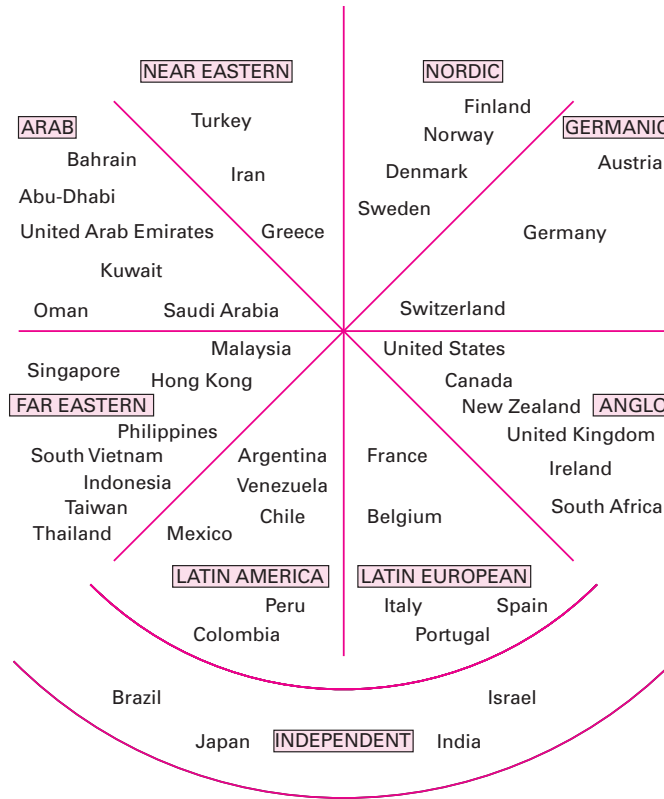 NEAR EASTERN
Turkey
Iran
Greece
NORDIC
Finland
Norway
Denmark
Sweden
ARAB
Bahrain
Abu-Dhabi
United Arab Emirates
Kuwait
Oman
Saudi Arabia
GERMANIC
Austria
Germany
Switzerland
Malaysia
Singapore
Hong Kong
FAR EASTERN
Philippines
South Vietnam
Indonesia
Taiwan
Thailand
United States
Canada
New Zealand
ANGLO
United Kingdom
Ireland
South Africa
Argentina
Venezuela
Chile
Mexico
LATIN AMERICA
Peru
Colombia
France
Belgium
LATIN EUROPEAN
Italy
Spain
Portugal
Brazil
Israel
Japan
INDEPENDENT
India